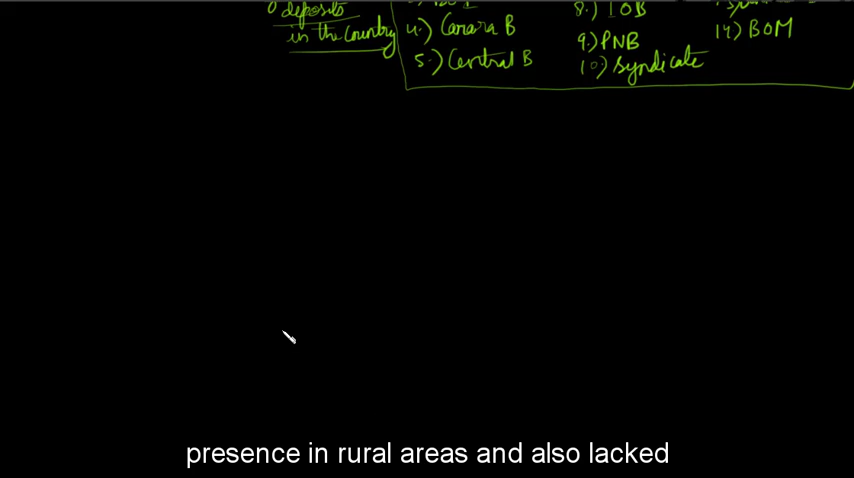 deposits
in the Country
4.) Canara B
5.) Central B
8.) IOB
9.) PNB
10) Syndicate
14) BOM
presence in rural areas and also lacked